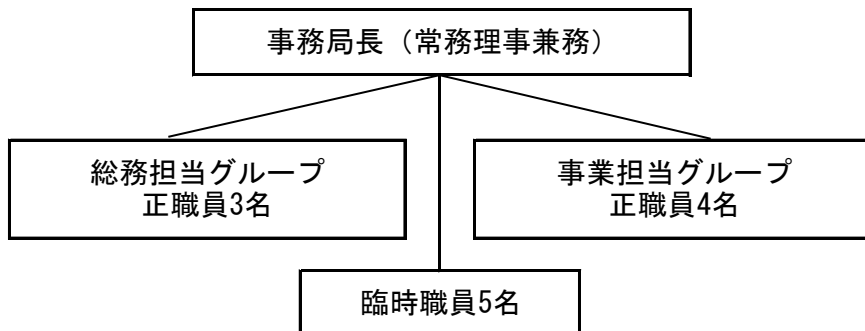 事務局長（常務理事兼務）
総務担当グループ
正職員3名
事業担当グループ
正職員4名
臨時職員5名